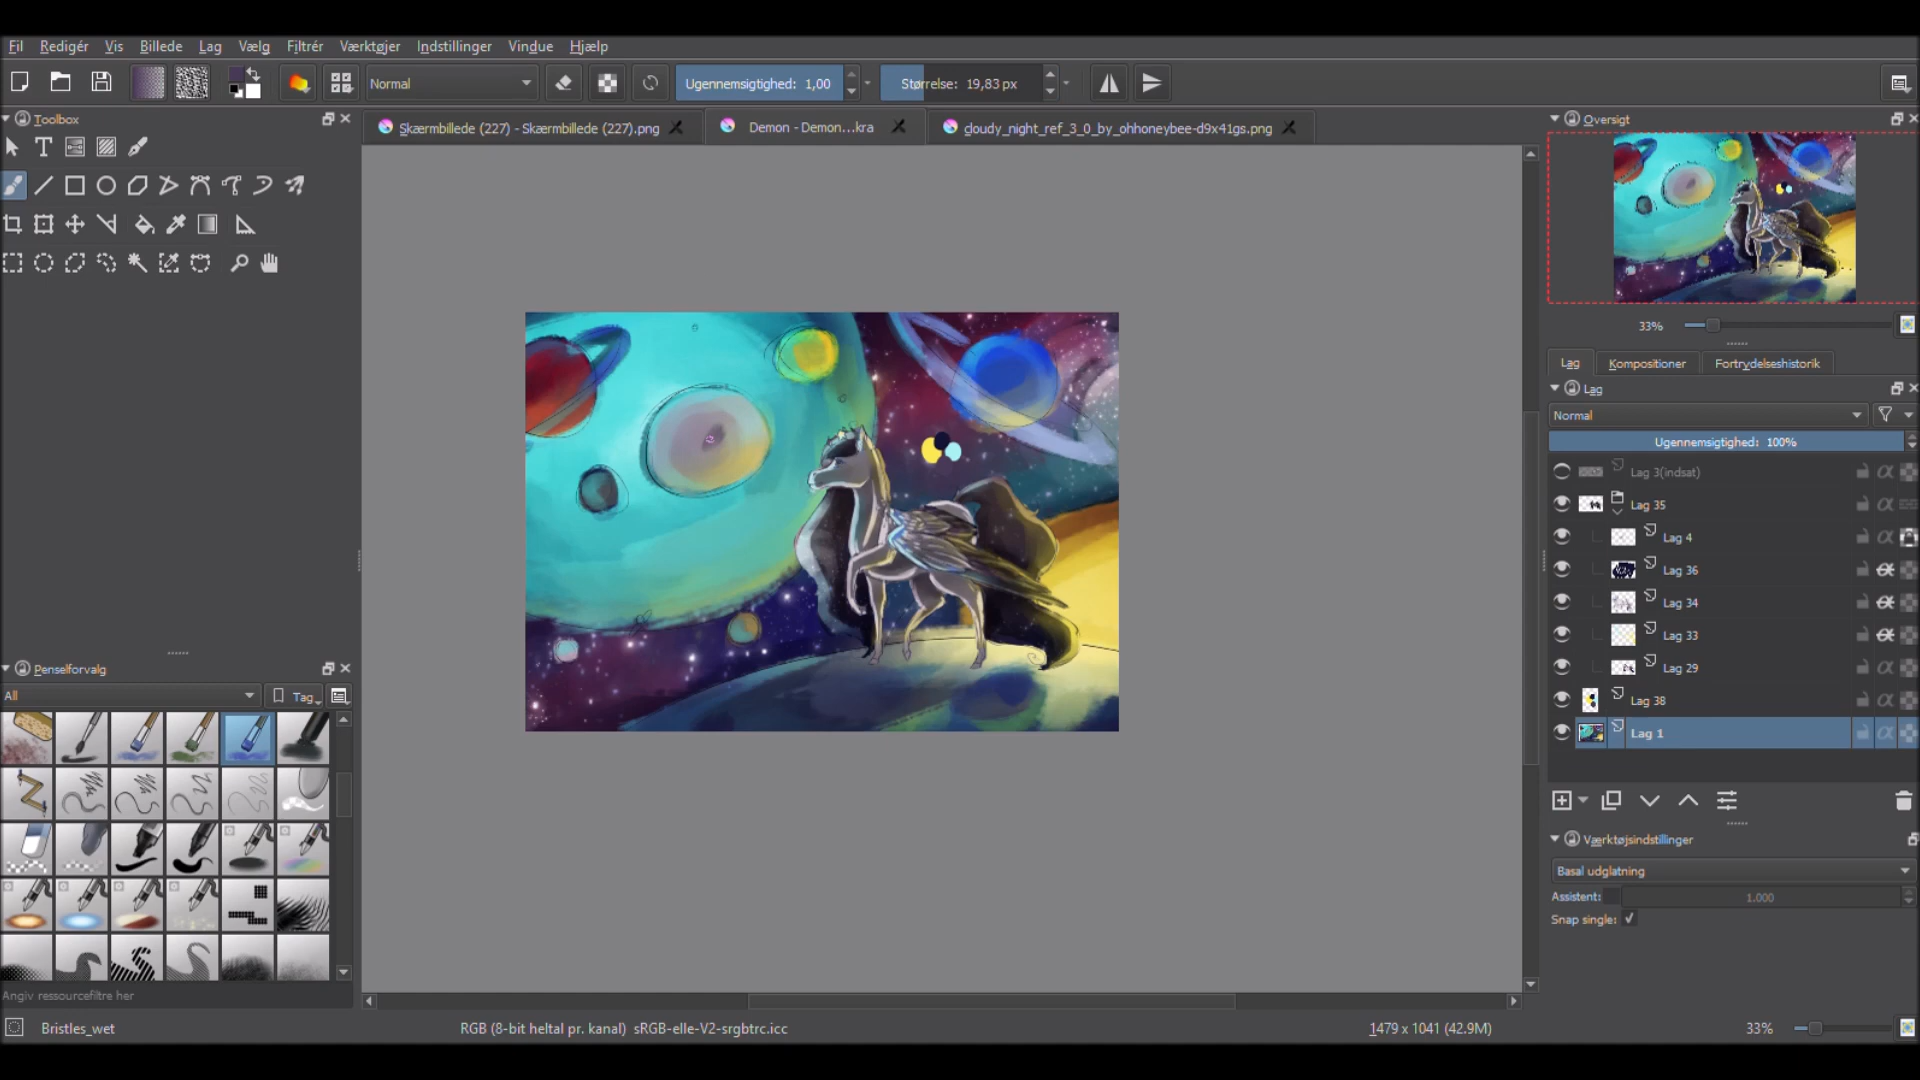 Fil Redigér Vis Billede Lag Vælg Filtrér Værktøjer Indstillinger Vindue Hjælp
Normal
Ugennemsigtighed: 1,00
Størrelse: 19,83 px
Toolbox
Skærmbillede (227) - Skærmbillede (227).png
Demon - Demon...kra
cloudy_night_ref_3_0_by_ohhoneybee-d9x41gs.png
Oversigt
33%
Lag Kompositioner Fortrydelseshistorik
Lag
Normal
Ugennemsigtighed: 100%
Lag 3(indsat)
Lag 35
Lag 4
Lag 36
Lag 34
Lag 33
Lag 29
Lag 38
Lag 1
Penselforvalg
All
Tag
Værktøjsindstillinger
Basal udglatning
Assistent: 1.000
Snap single:
Angiv ressourcefiltre her
Bristles_wet
RGB (8-bit heltal pr. kanal) sRGB-elle-V2-srgbtrc.icc
1479 x 1041 (42.9M)
33%